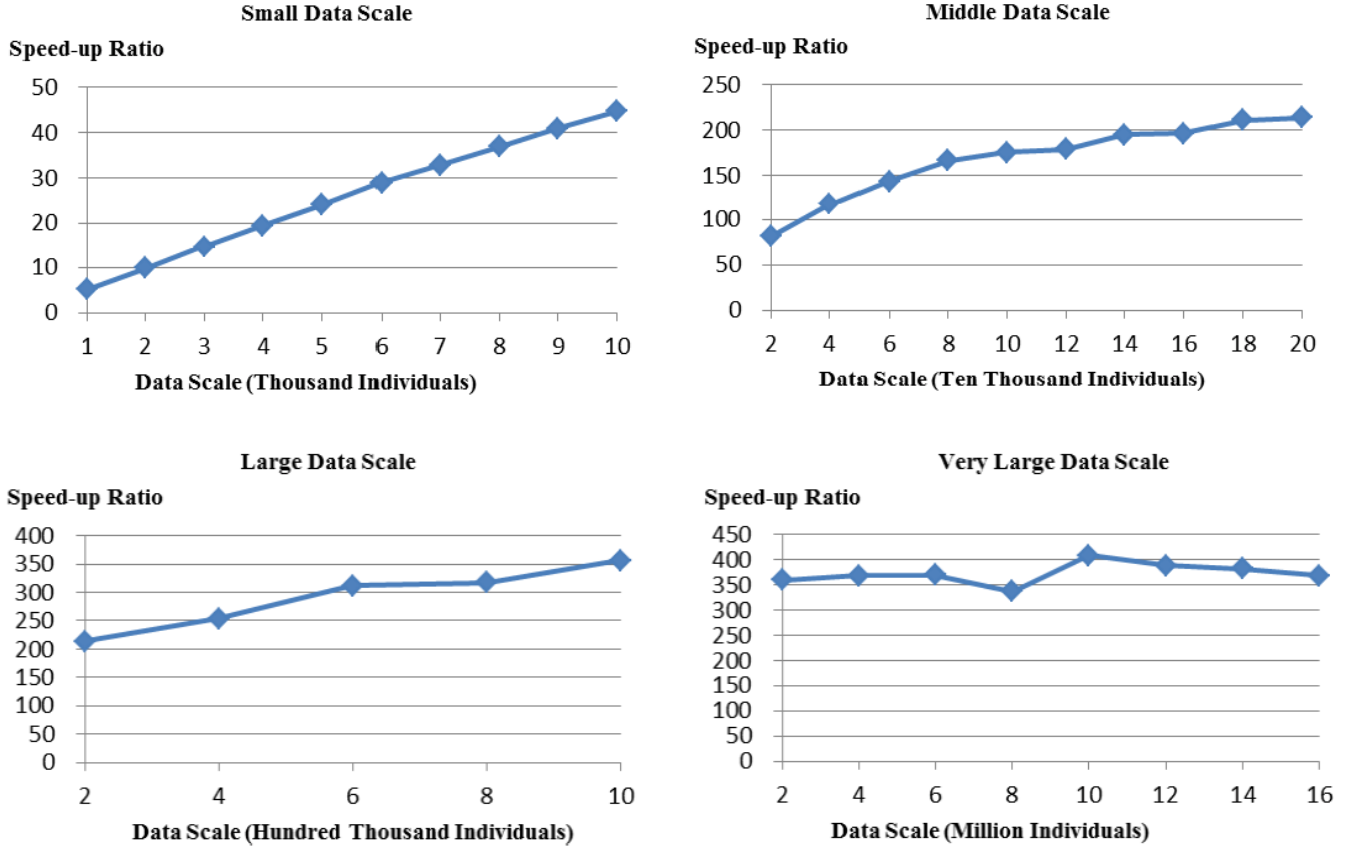 Small Data Scale
Speed-up Ratio
50
40
30
20
10
0
1 2 3 4 5 6 7 8 9 10
Data Scale (Thousand Individuals)
Middle Data Scale
Speed-up Ratio
250
200
150
100
50
0
2 4 6 8 10 12 14 16 18 20
Data Scale (Ten Thousand Individuals)
Large Data Scale
Speed-up Ratio
400
350
300
250
200
150
100
50
0
2 4 6 8 10
Data Scale (Hundred Thousand Individuals)
Very Large Data Scale
Speed-up Ratio
450
400
350
300
250
200
150
100
50
0
2 4 6 8 10 12 14 16
Data Scale (Million Individuals)